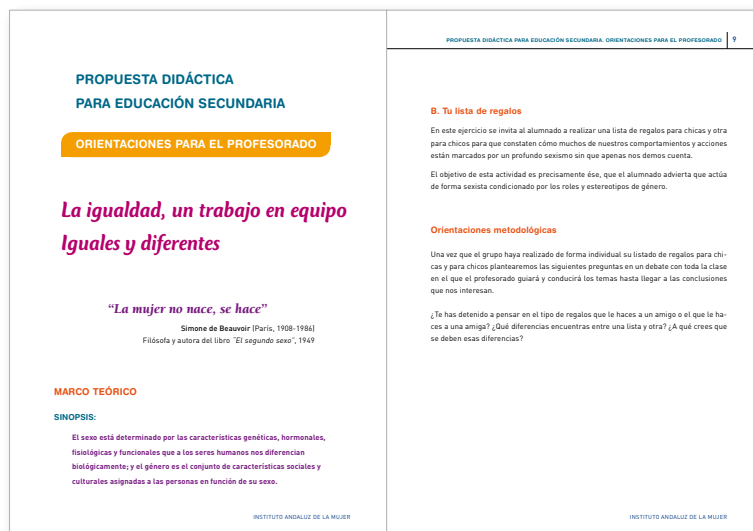 PROPUESTA DIDÁCTICA
PARA EDUCACIÓN SECUNDARIA
ORIENTACIONES PARA EL PROFESORADO
La igualdad, un trabajo en equipo
Iguales y diferentes
“La mujer no nace, se hace”
Simone de Beauvoir (París, 1908-1986)
Filósofa y autora del libro “El segundo sexo”, 1949
MARCO TEÓRICO
SINOPSIS:
El sexo está determinado por las características genéticas, hormonales,
fisiológicas y funcionales que a los seres humanos nos diferencian
biológicamente; y el género es el conjunto de características sociales y
culturales asignadas a las personas en función de su sexo.
INSTITUTO ANDALUZ DE LA MUJER
PROPUESTA DIDÁCTICA PARA EDUCACIÓN SECUNDARIA. ORIENTACIONES PARA EL PROFESORADO 9
B. Tu lista de regalos
En este ejercicio se invita al alumnado a realizar una lista de regalos para chicas y otra
para chicos para que constaten cómo muchos de nuestros comportamientos y acciones
están marcados por un profundo sexismo sin que apenas nos demos cuenta.
El objetivo de esta actividad es precisamente ése, que el alumnado advierta que actúa
de forma sexista condicionado por los roles y estereotipos de género.
Orientaciones metodológicas
Una vez que el grupo haya realizado de forma individual su listado de regalos para chi-
cas y para chicos plantearemos las siguientes preguntas en un debate con toda la clase
en el que el profesorado guiará y conducirá los temas hasta llegar a las conclusiones
que nos interesan.
¿Te has detenido a pensar en el tipo de regalos que le haces a un amigo o el que le ha-
ces a una amiga? ¿Qué diferencias encuentras entre una lista y otra? ¿A qué crees que
se deben esas diferencias?
INSTITUTO ANDALUZ DE LA MUJER